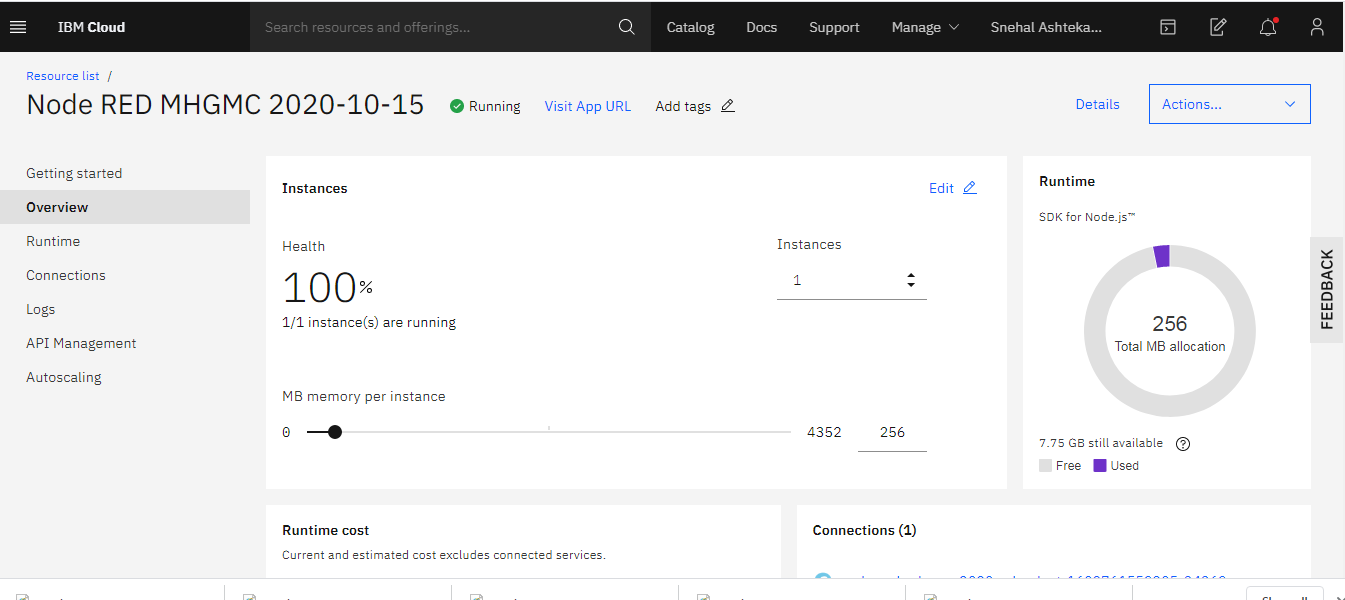 IBM Cloud
Search resources and offerings...
Catalog
Docs
Support
Manage
Snehal Ashteka...
Resource list /
Node RED MHGMC 2020-10-15
Running
Visit App URL
Add tags
Details
Actions...
Getting started
Overview
Runtime
Connections
Logs
API Management
Autoscaling
Instances
Edit
Health
100%
1/1 instance(s) are running
Instances
1
MB memory per instance
0
4352
256
Runtime
SDK for Node.js™
256
Total MB allocation
7.75 GB still available
Free
Used
FEEDBACK
Runtime cost
Current and estimated cost excludes connected services.
Connections (1)